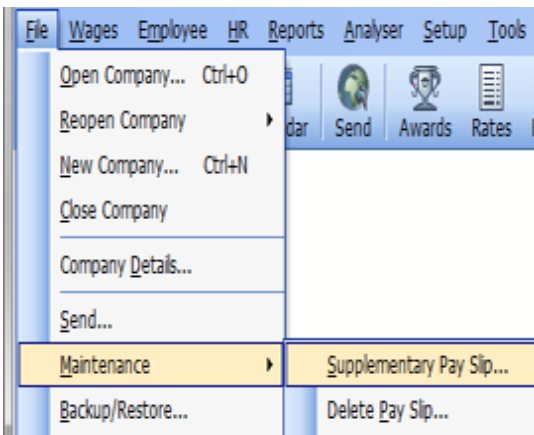 File Wages Employee HR Reports Analyser Setup Tools
Open Company... Ctrl+O
Reopen Company
dar Send Awards Rates
New Company... Ctrl+N
Close Company
Company Details...
Send...
Maintenance Supplementary Pay Slip...
Backup/Restore... Delete Pay Slip...